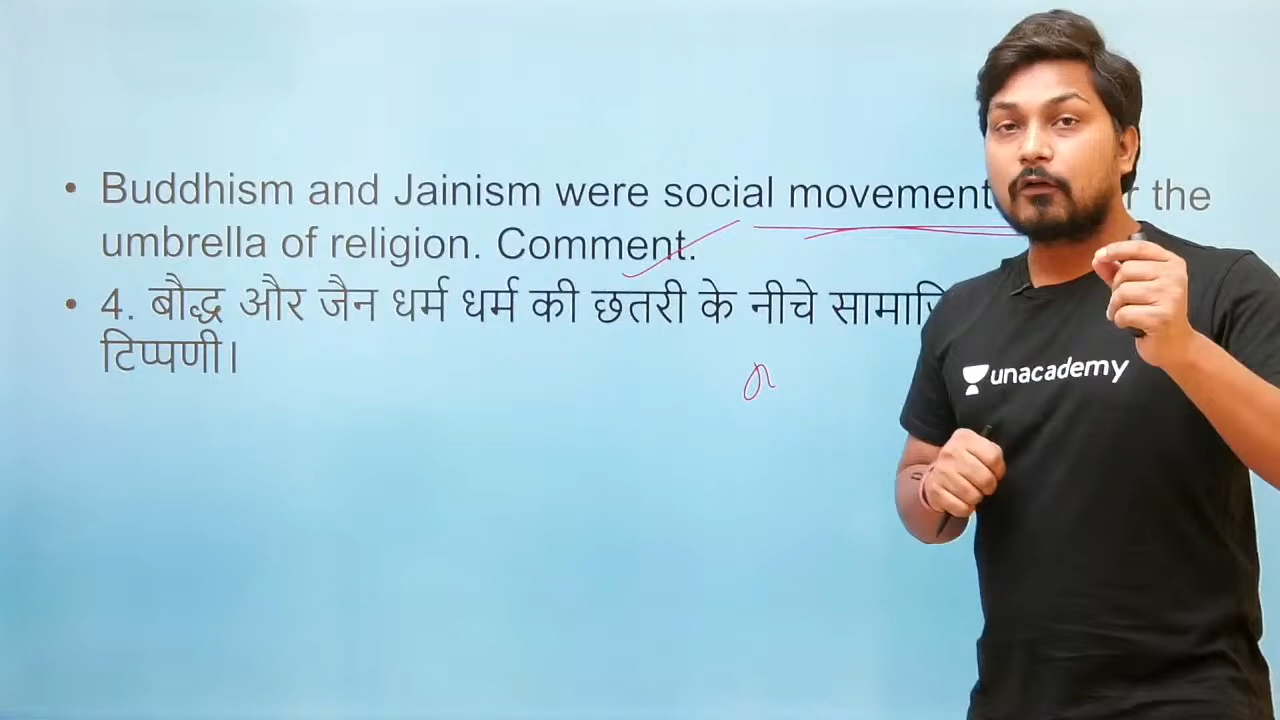 • Buddhism and Jainism were social movement the
umbrella of religion. Comment.
• 4. बौद्ध और जैन धर्म धर्म की छतरी के नीचे
टिप्पणी।
unacademy